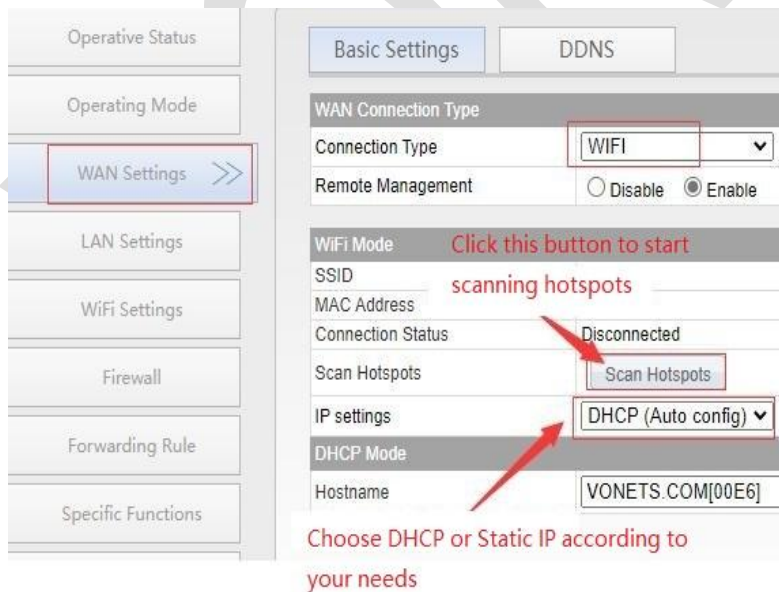 Operative Status
Operating Mode
WAN Settings
LAN Settings
WiFi Settings
Firewall
Forwarding Rule
Specific Functions
Basic Settings DDNS
WAN Connection Type
Connection Type WIFI
Remote Management Disable Enable
WiFi Mode
Click this button to start
scanning hotspots
SSID
MAC Address
Connection Status Disconnected
Scan Hotspots Scan Hotspots
IP settings DHCP (Auto config)
DHCP Mode
Hostname VONETS.COM[00E6]
Choose DHCP or Static IP according to
your needs